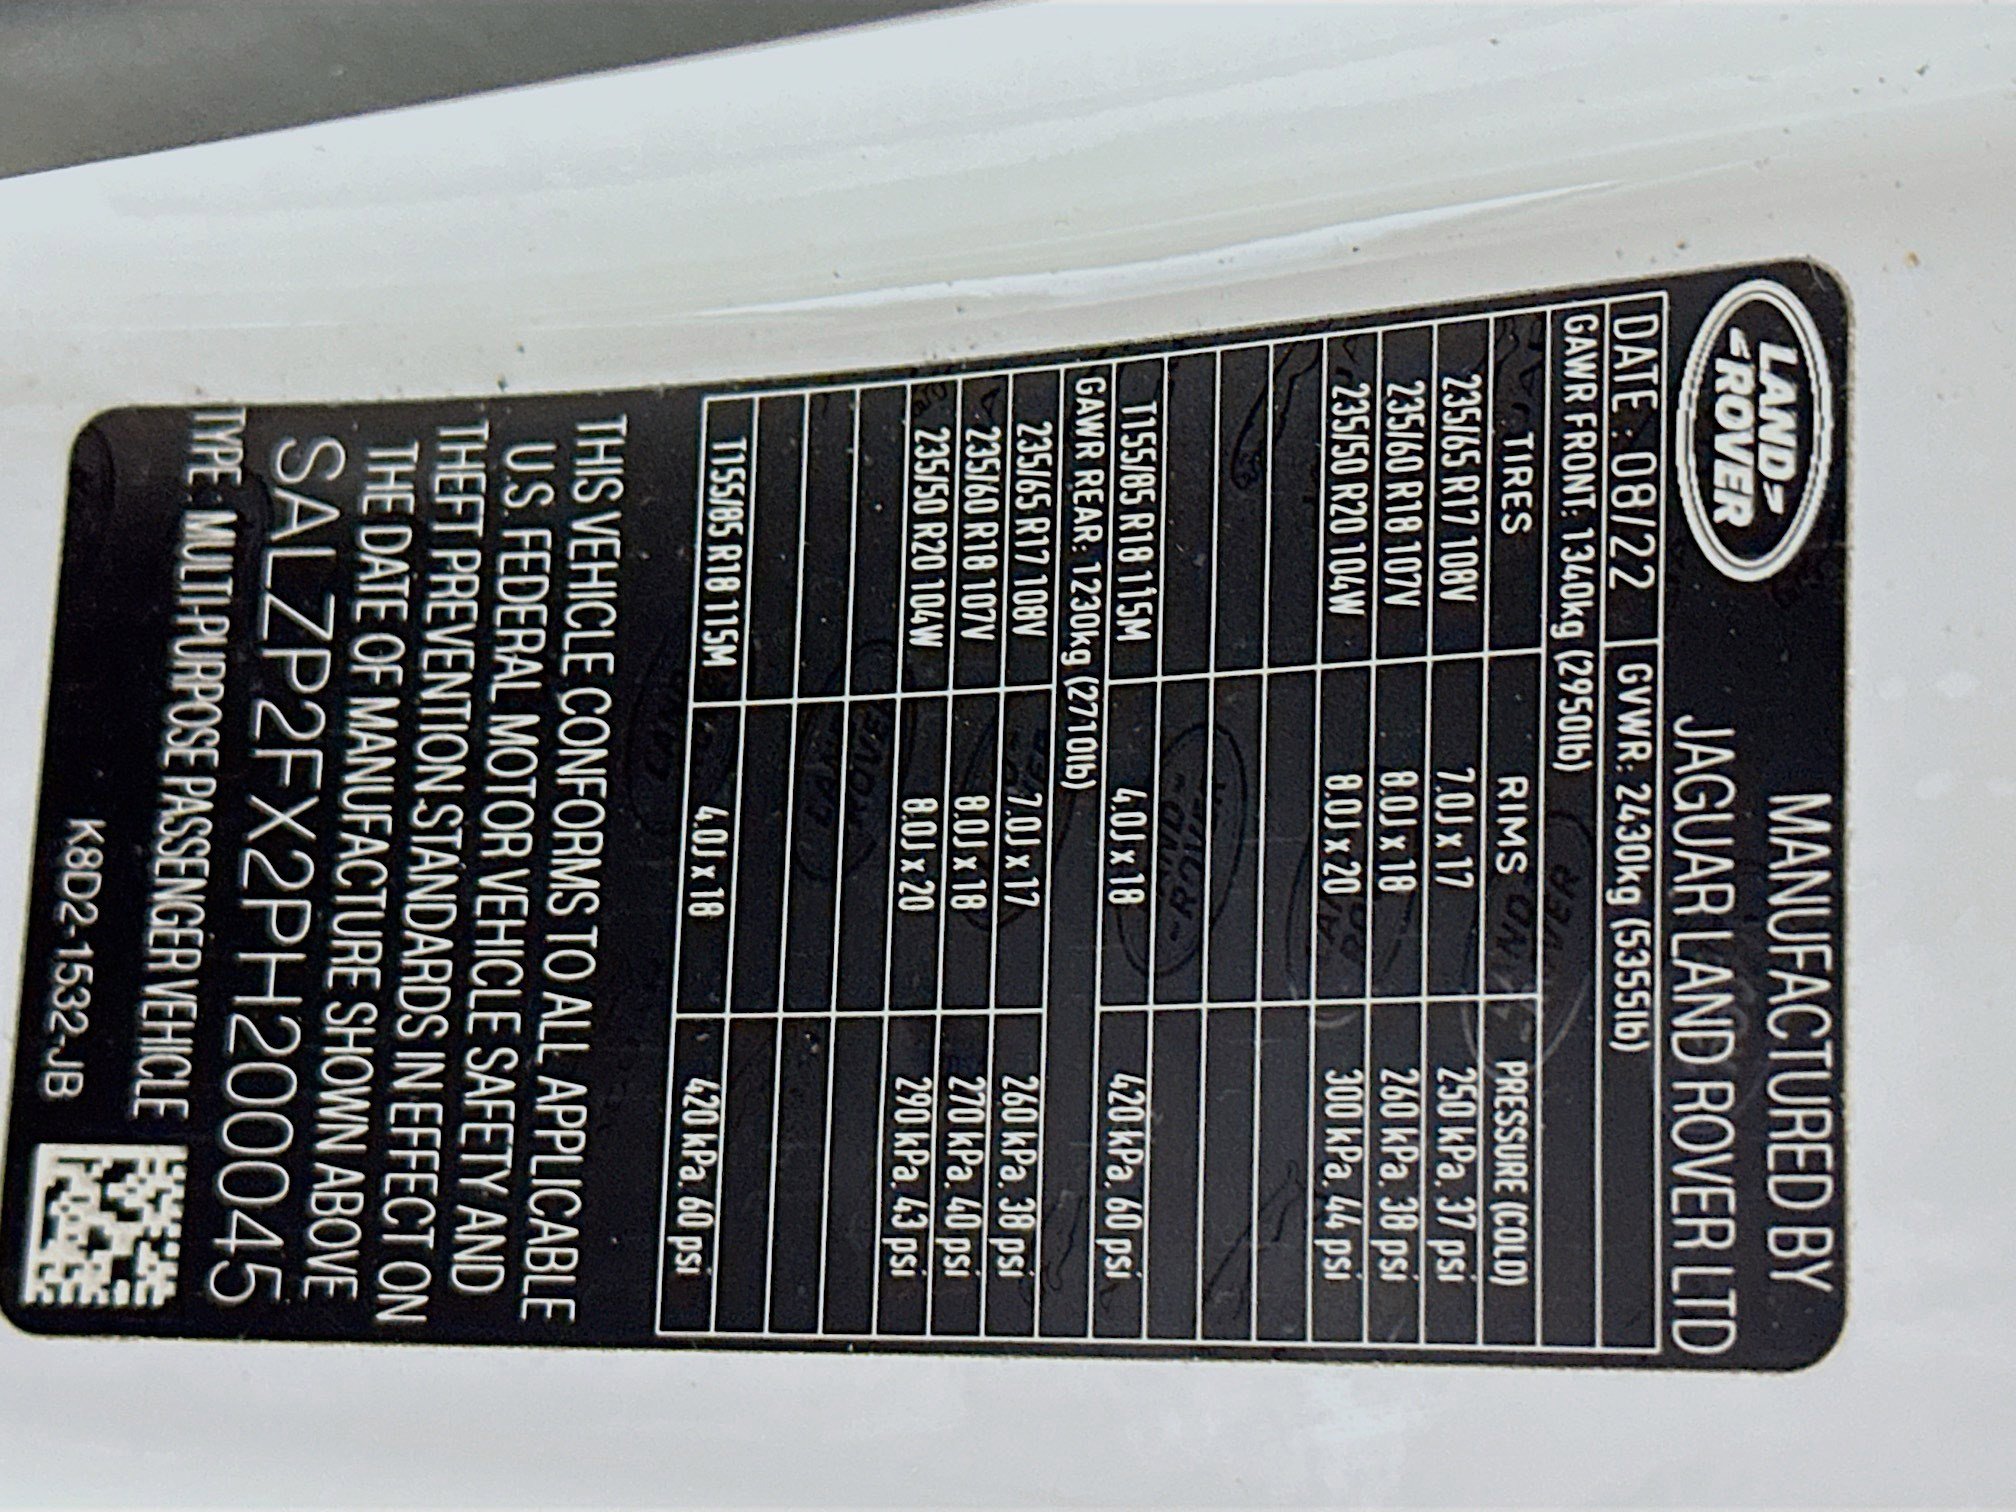 LAND
ROVER
MANUFACTURED BY
JAGUAR LAND ROVER LTD
DATE : 08/22 GVWR: 2430kg (5355lb)
GAWR FRONT: 1340kg (2950lb)
TIRES RIMS PRESSURE (COLD)
235/65 R17 108V 7.0J x 17 250 kPa, 37 psi
235/60 R18 107V 8.0J x 18 260 kPa, 38 psi
235/50 R20 104W 8.0J x 20 300 kPa, 44 psi
T155/85 R18 115M 4.0J x 18 420 kPa, 60 psi
GAWR REAR: 1230kg (2710lb)
235/65 R17 108V 7.0J x 17 260 kPa, 38 psi
235/60 R18 107V 8.0J x 18 270 kPa, 40 psi
235/50 R20 104W 8.0J x 20 290 kPa, 43 psi
T155/85 R18 115M 4.0J x 18 420 kPa, 60 psi
THIS VEHICLE CONFORMS TO ALL APPLICABLE
U.S. FEDERAL MOTOR VEHICLE SAFETY AND
THEFT PREVENTION STANDARDS IN EFFECT ON
THE DATE OF MANUFACTURE SHOWN ABOVE
SALZP2FX2PH200045
TYPE : MULTI-PURPOSE PASSENGER VEHICLE
K8D2-1532-JB